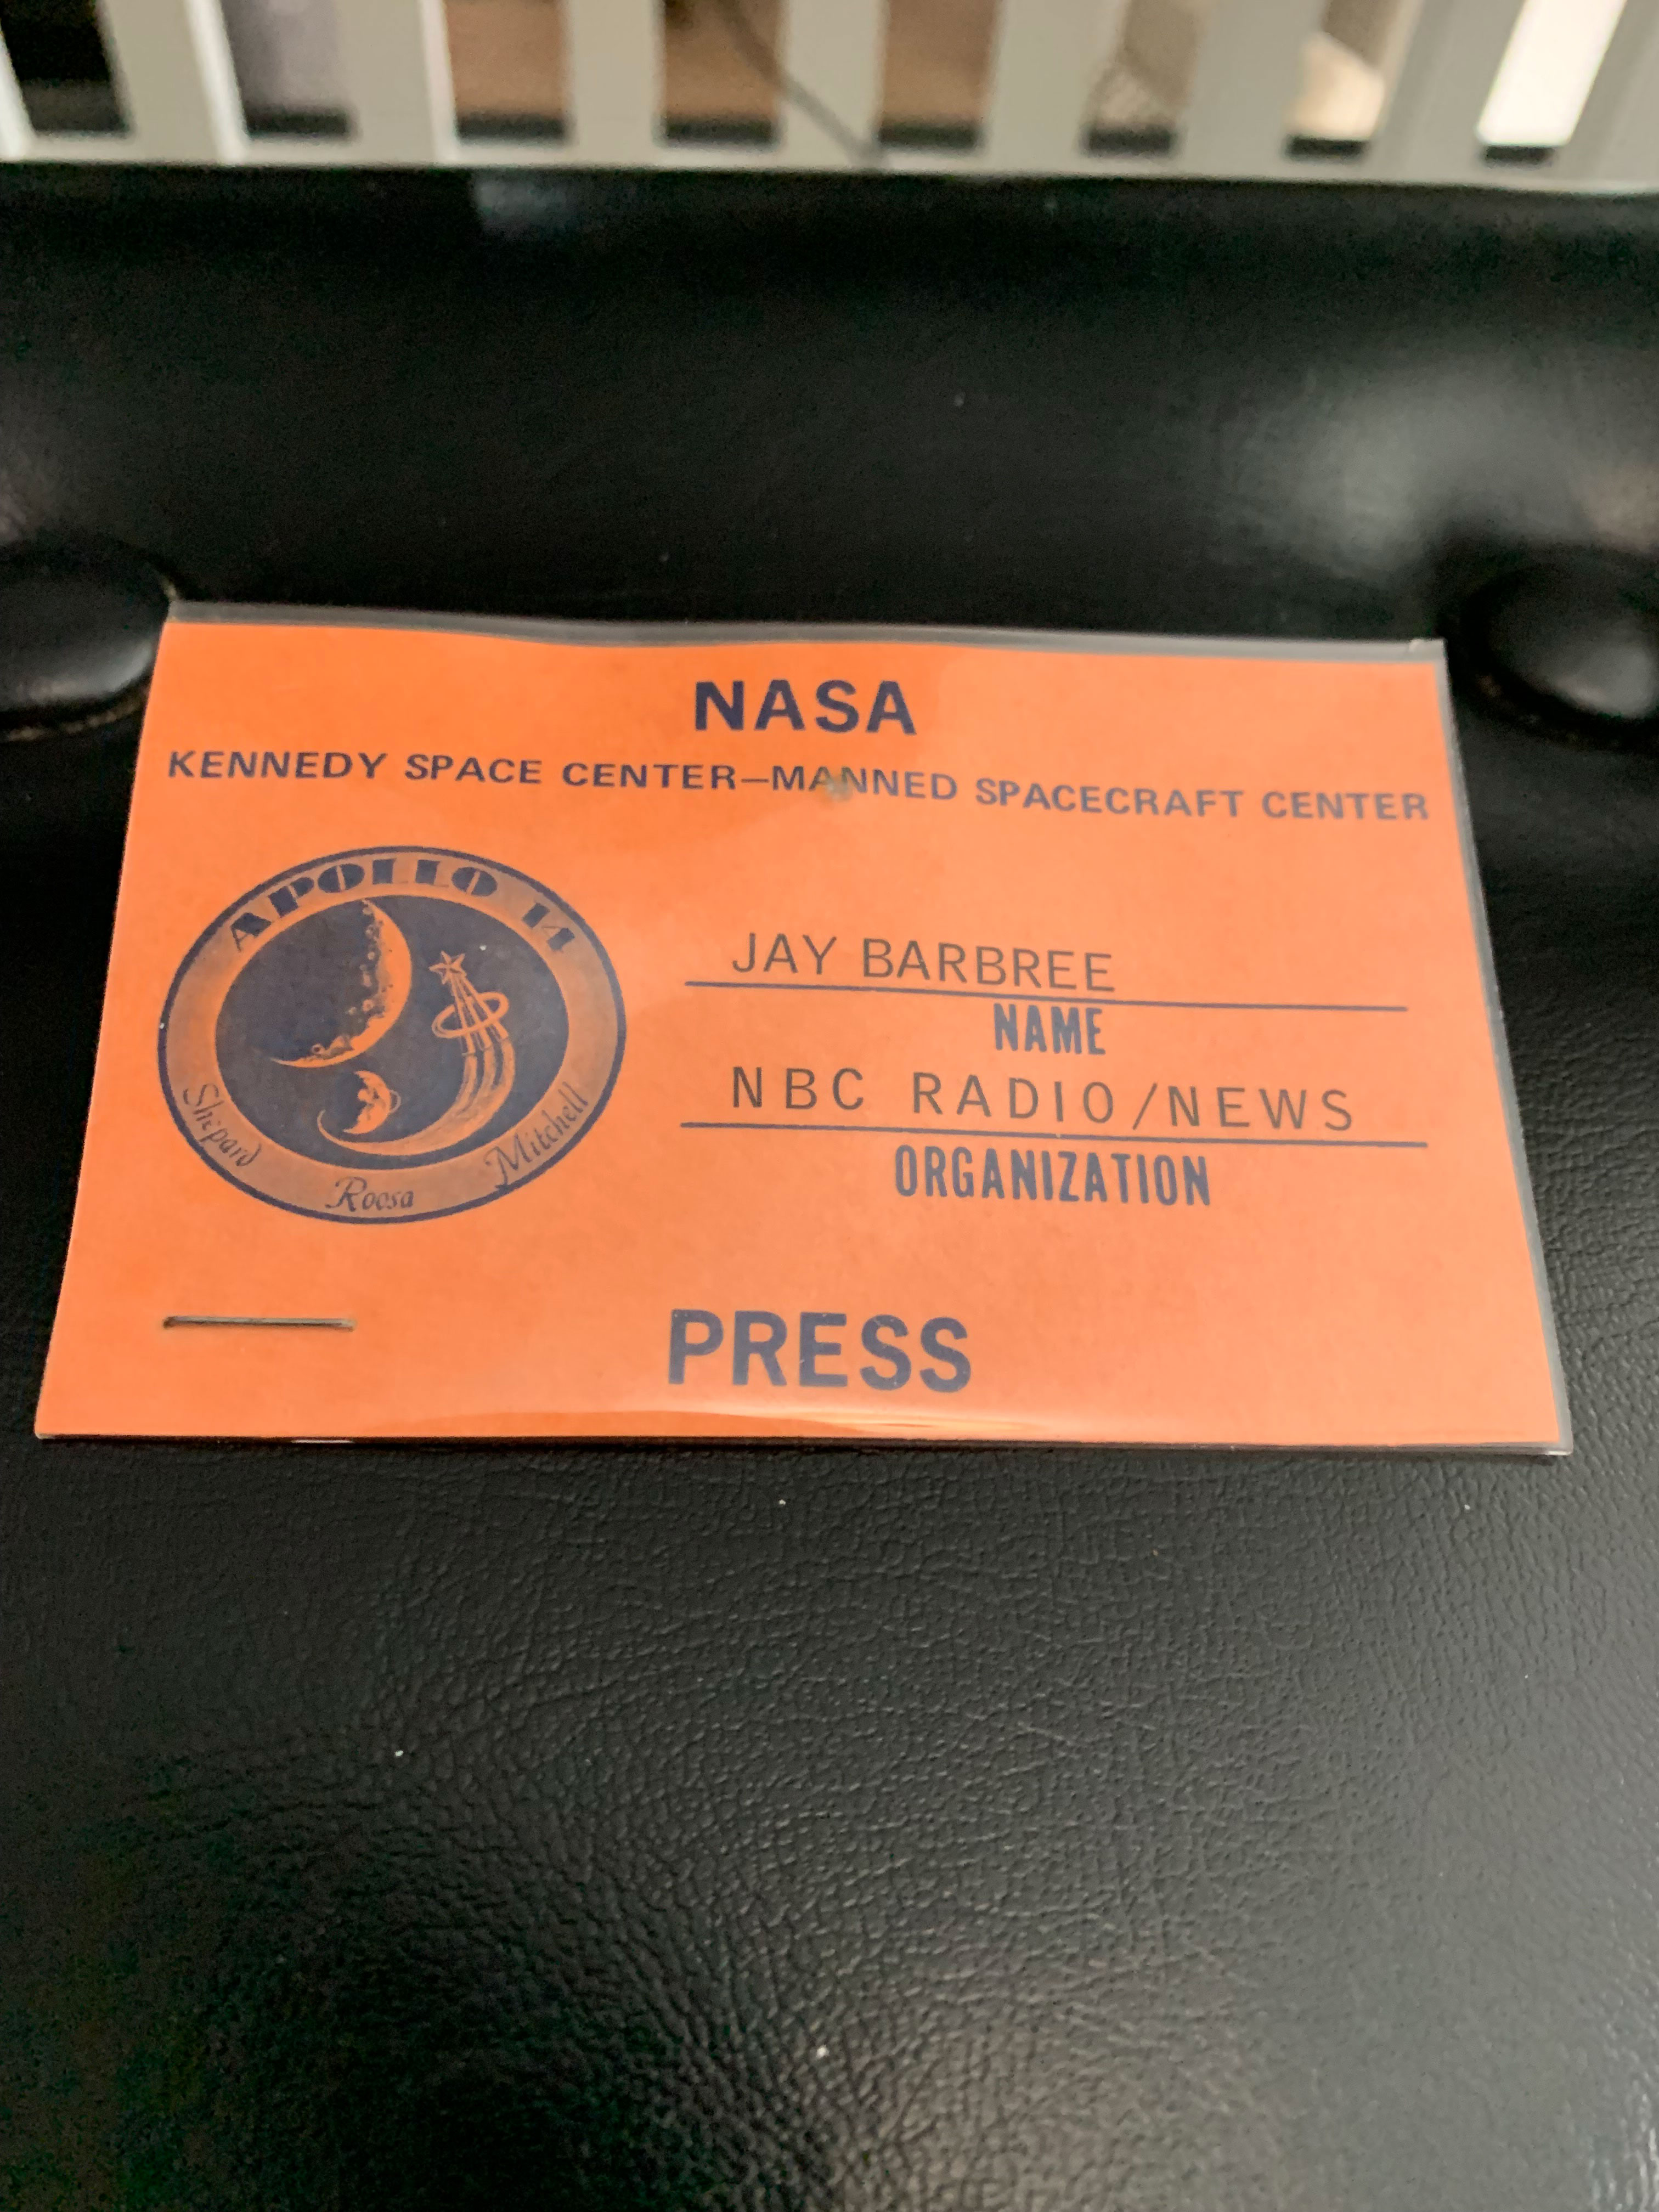 NASA
KENNEDY SPACE CENTER—MANNED SPACECRAFT CENTER
APOLLO 14
Shepard
Roosa
Mitchell
JAY BARBREE
NAME
NBC RADIO/NEWS
ORGANIZATION
PRESS